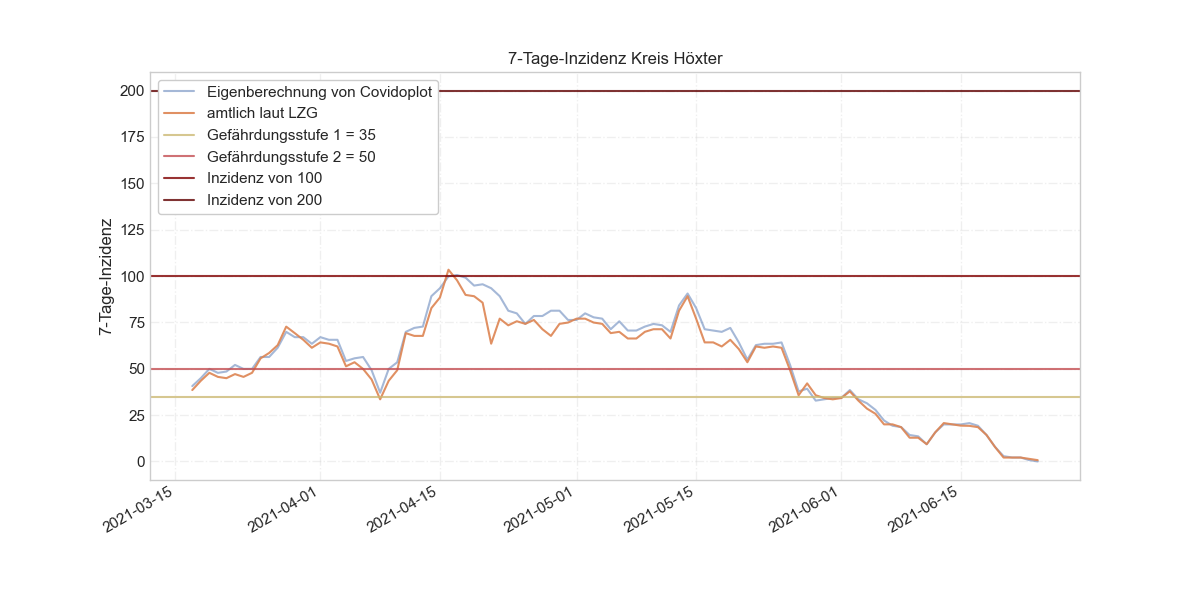 7-Tage-Inzidenz Kreis Höxter
Eigenberechnung von Covidoplot
amtlich laut LZG
Gefährdungsstufe 1 = 35
Gefährdungsstufe 2 = 50
Inzidenz von 100
Inzidenz von 200
7-Tage-Inzidenz
200
175
150
125
100
75
50
25
0
2021-03-15
2021-04-01
2021-04-15
2021-05-01
2021-05-15
2021-06-01
2021-06-15